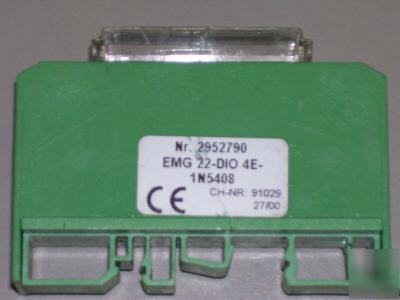 Nr. 2952790
EMG 22-DIO 4E-
1N5408
CH-NR: 91029
CE
27/00